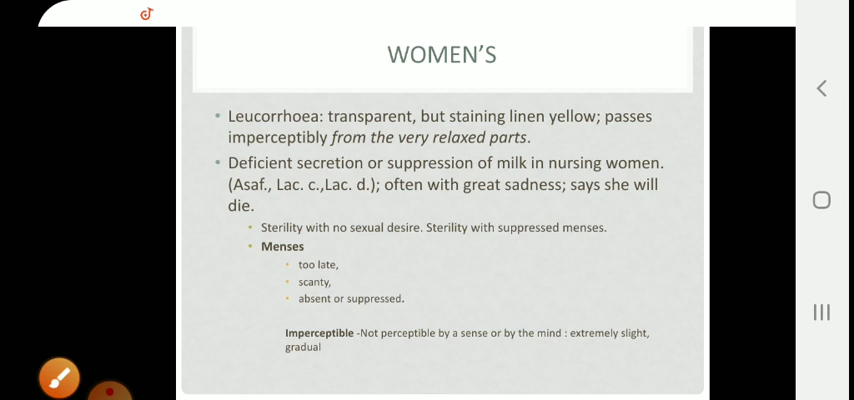 WOMEN'S
• Leucorrhoea: transparent, but staining linen yellow; passes
imperceptibly from the very relaxed parts.
• Deficient secretion or suppression of milk in nursing women.
(Asaf., Lac. c.,Lac. d.); often with great sadness; says she will
die.
• Sterility with no sexual desire. Sterility with suppressed menses.
• Menses
• too late,
• scanty,
• absent or suppressed.
Imperceptible -Not perceptible by a sense or by the mind : extremely slight,
gradual